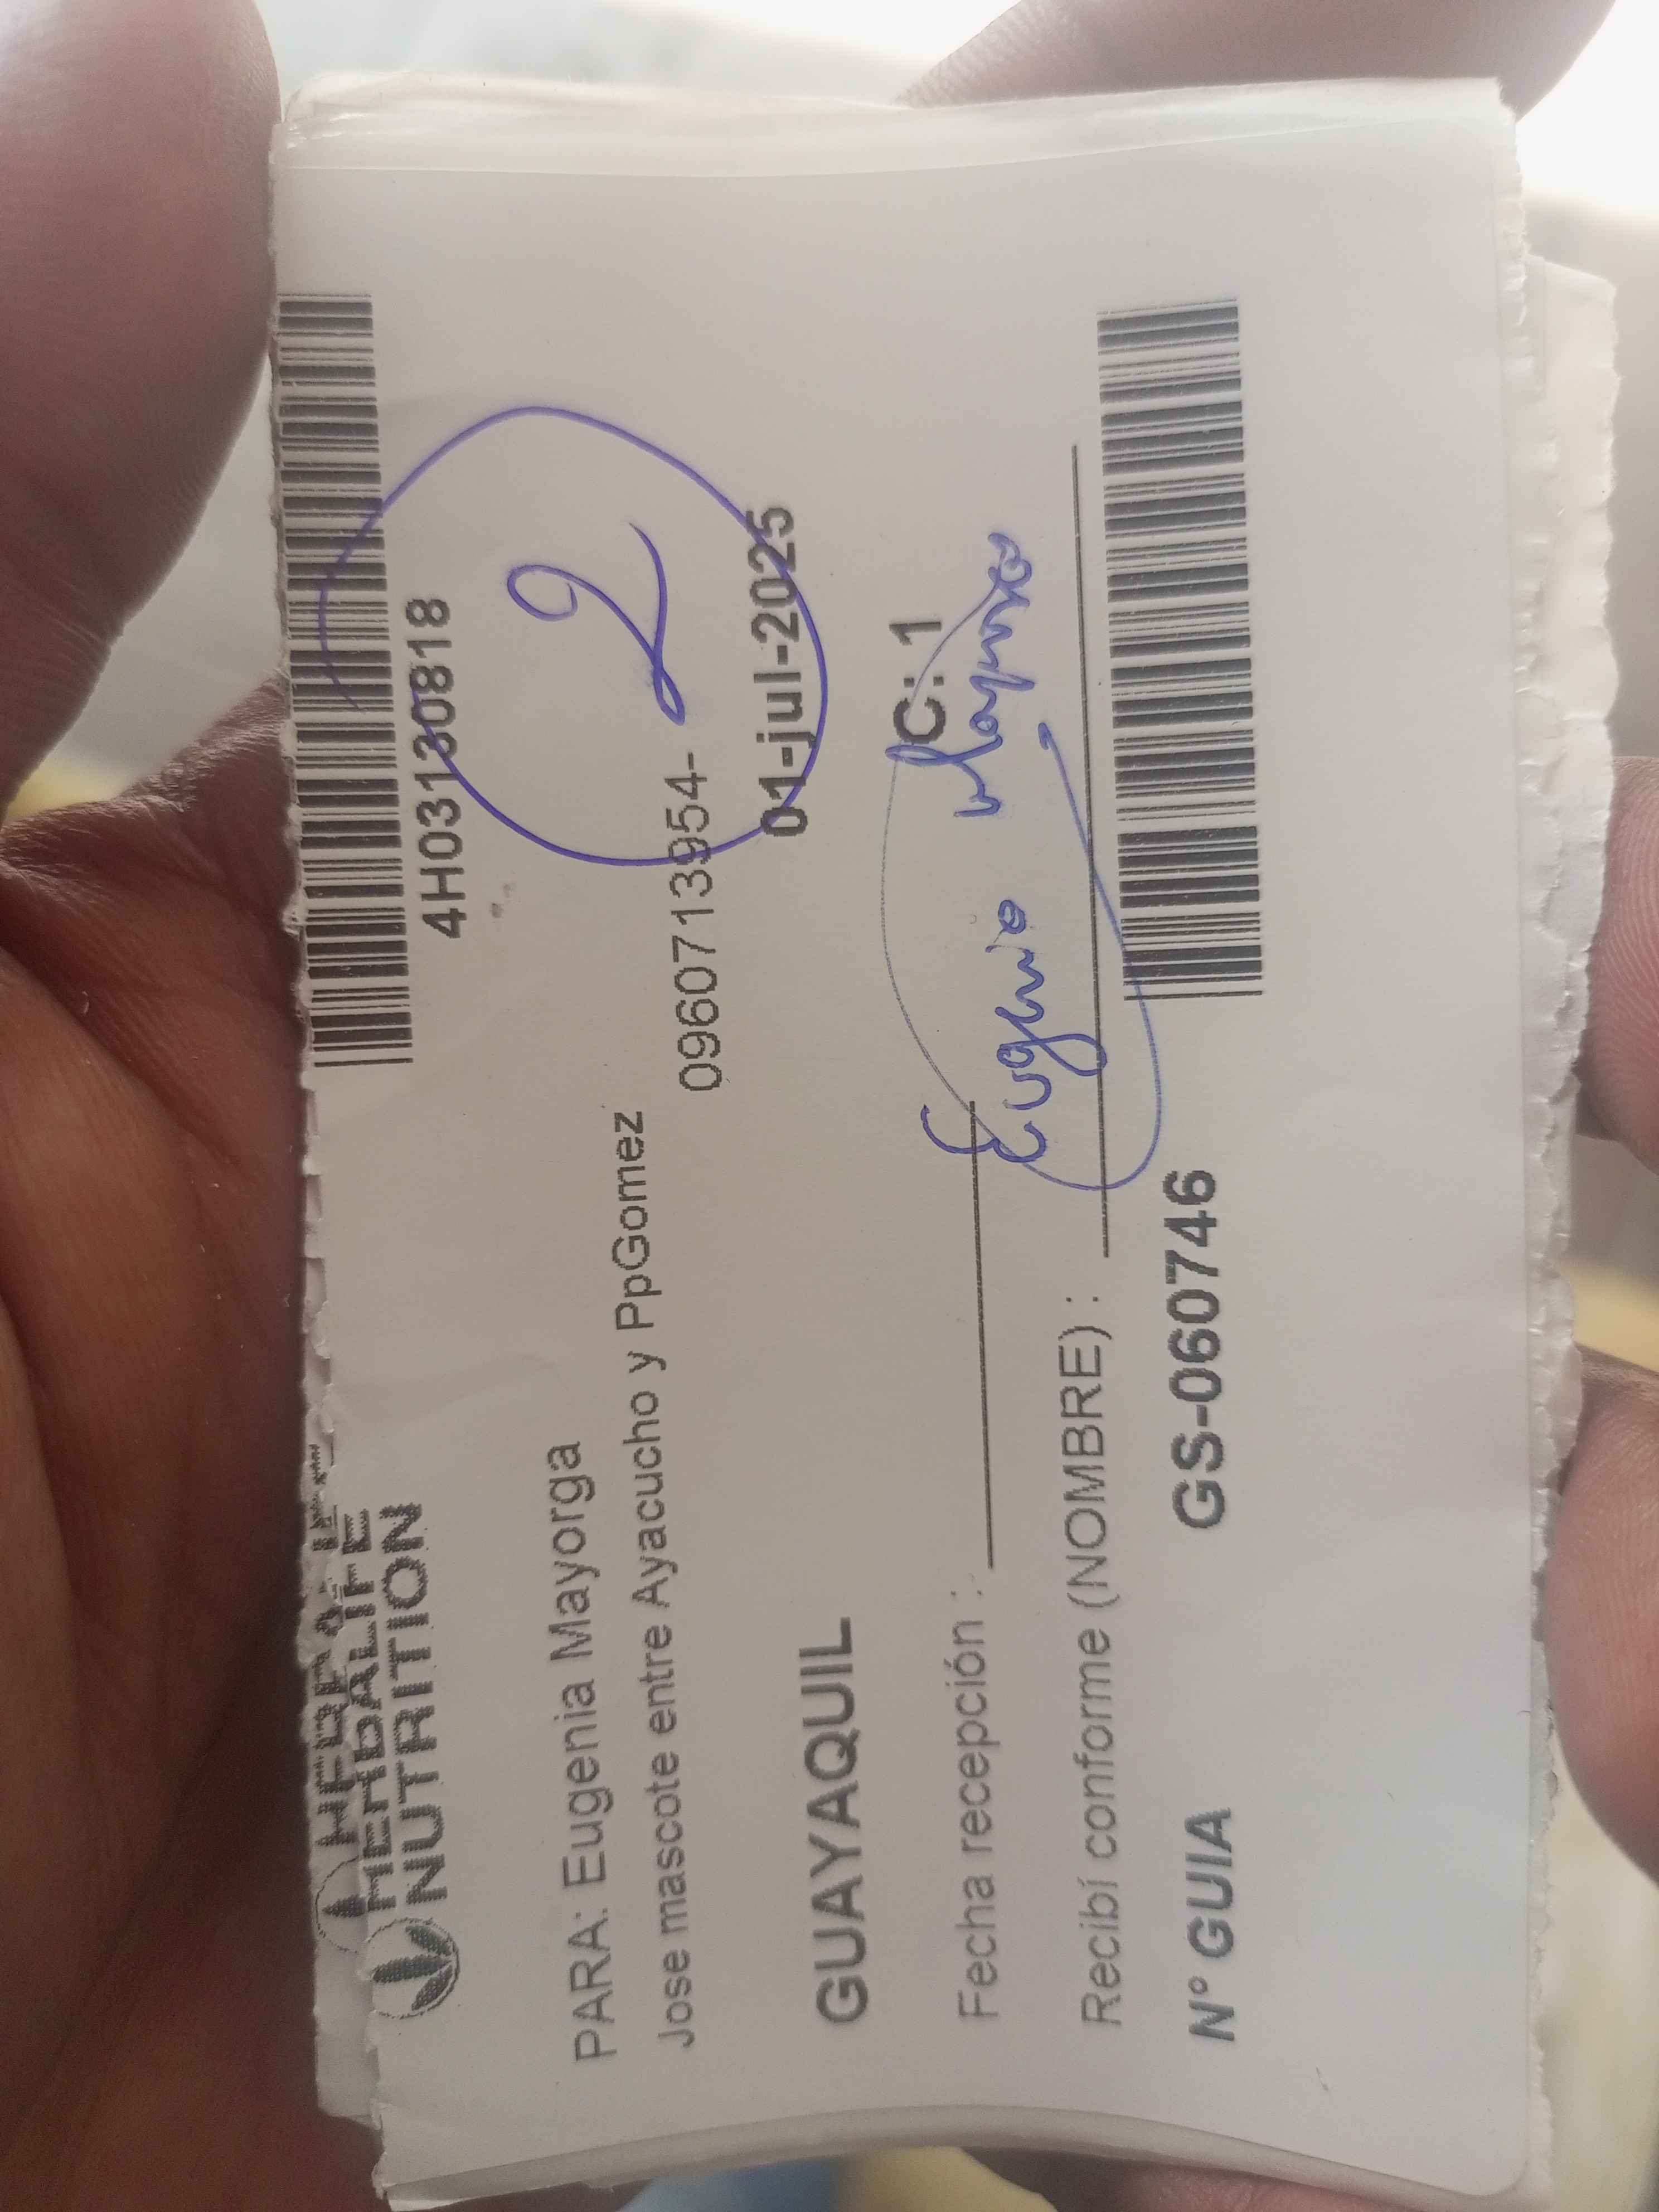 HERBALIFE
NUTRITION
4H03130818
2
PARA: Eugenia Mayorga
Jose mascote entre Ayacucho y PpGomez
0960713954-
GUAYAQUIL
01-jul-2025
C: 1
Fecha recepción :
Eugenia Mayorga
Recibí conforme (NOMBRE) :
Nº GUIA GS-060746